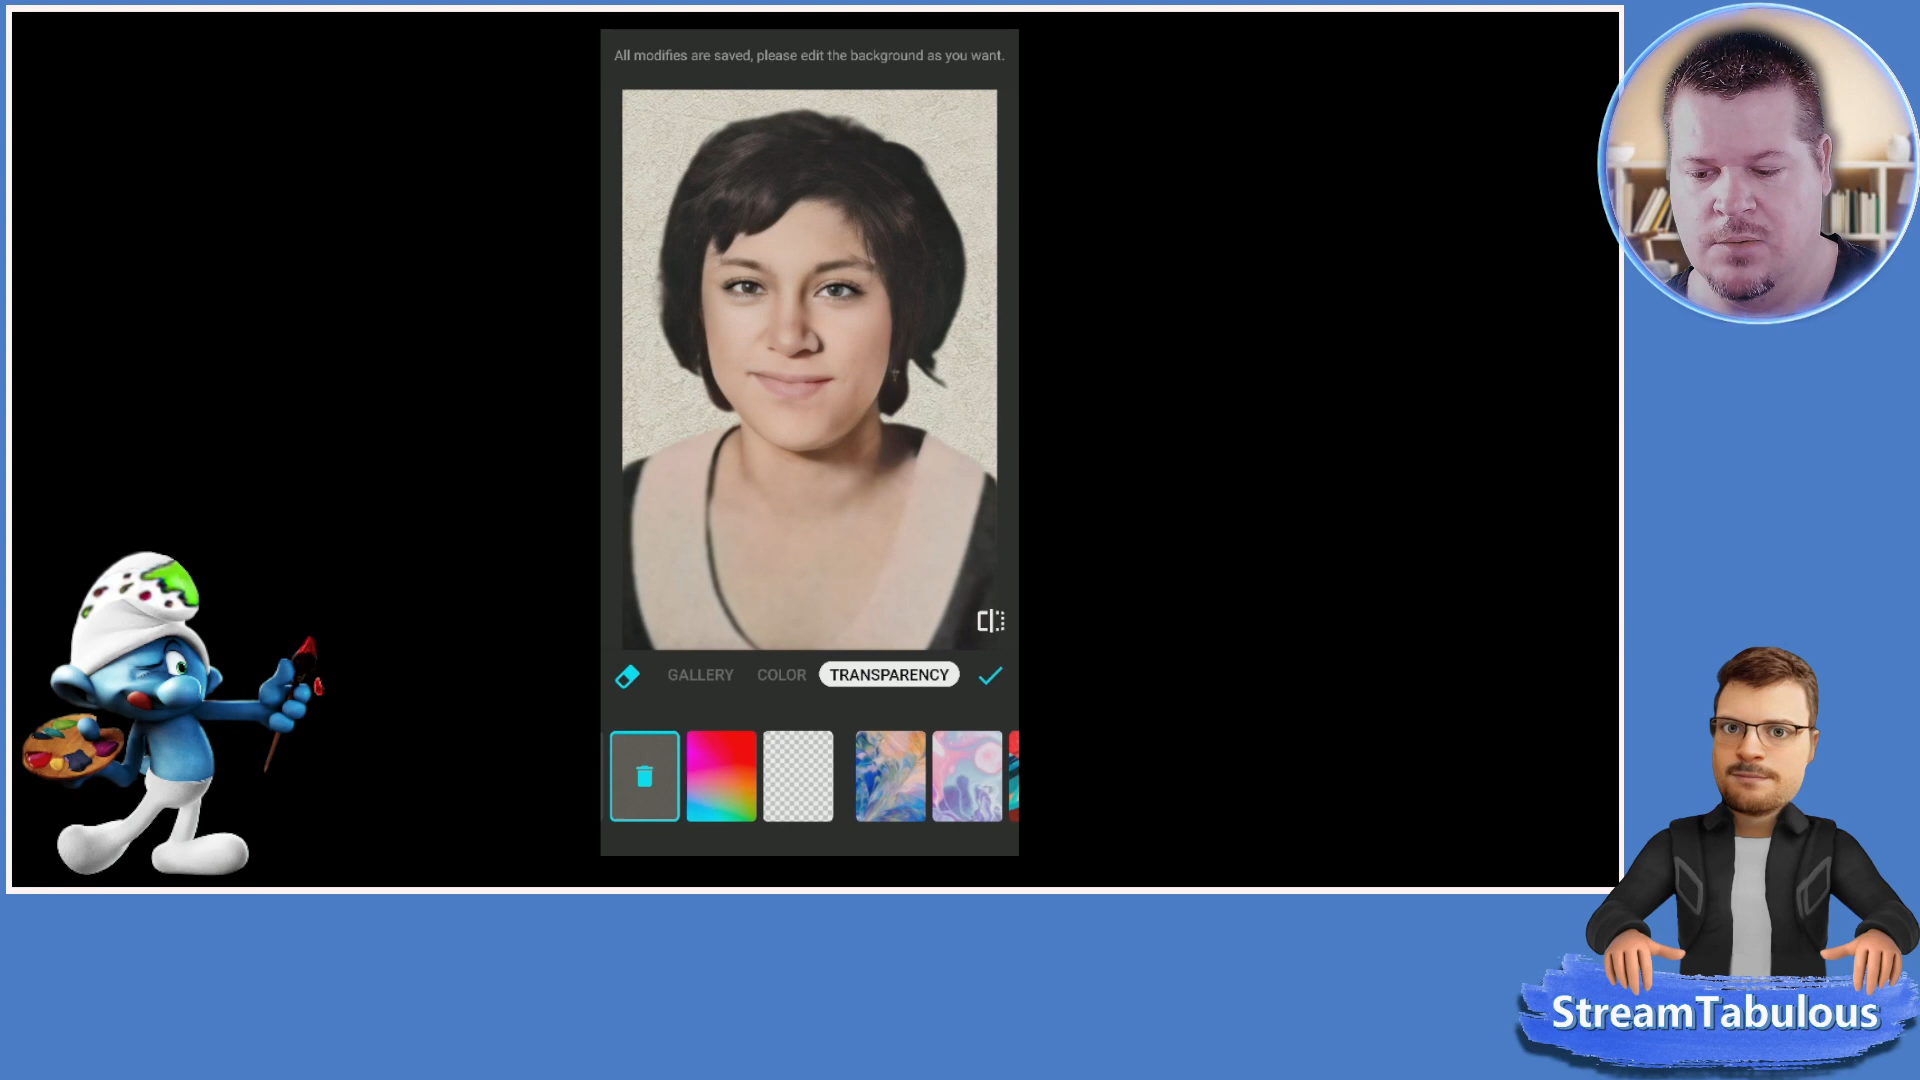 All modifies are saved, please edit the background as you want.
GALLERY COLOR TRANSPARENCY
StreamTabulous